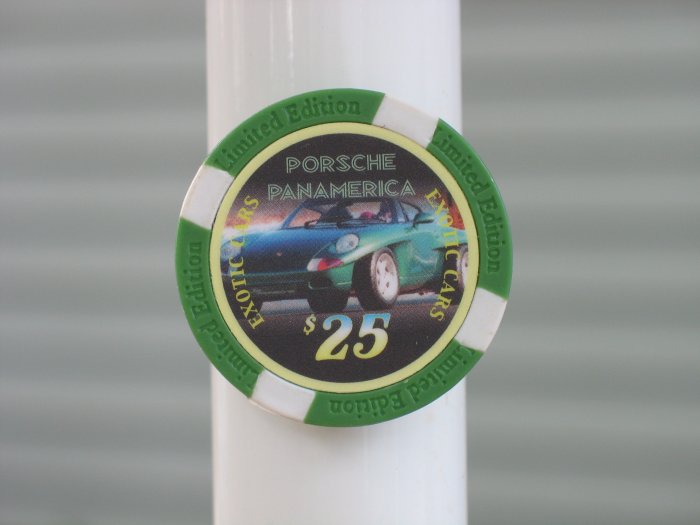 Limited Edition
Limited Edition
Limited Edition
Limited Edition
PORSCHE
PANAMERICA
EXOTIC CARS
EXOTIC CARS
$25